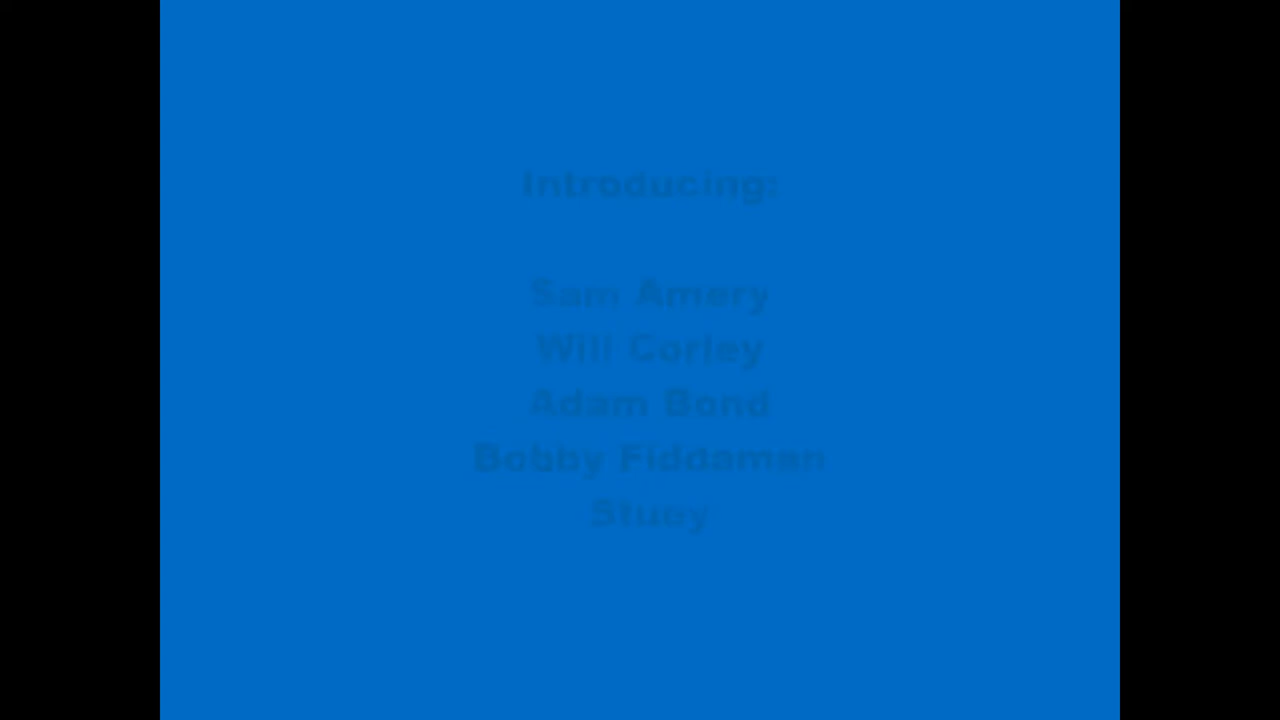 Introducing:
Sam Amery
Will Corley
Adam Bond
Bobby Fiddaman
Stuey